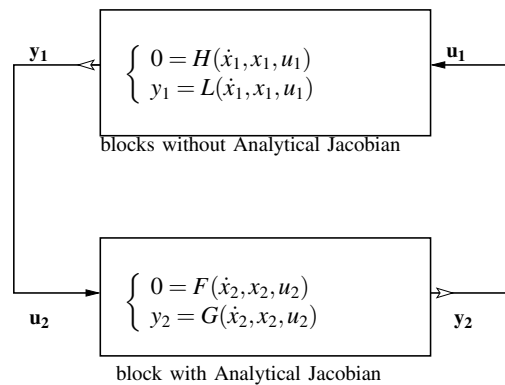 y₁
0 = H(ẋ₁, x₁, u₁)
y₁ = L(ẋ₁, x₁, u₁)
u₁
blocks without Analytical Jacobian
0 = F(ẋ₂, x₂, u₂)
y₂ = G(ẋ₂, x₂, u₂)
u₂
y₂
block with Analytical Jacobian